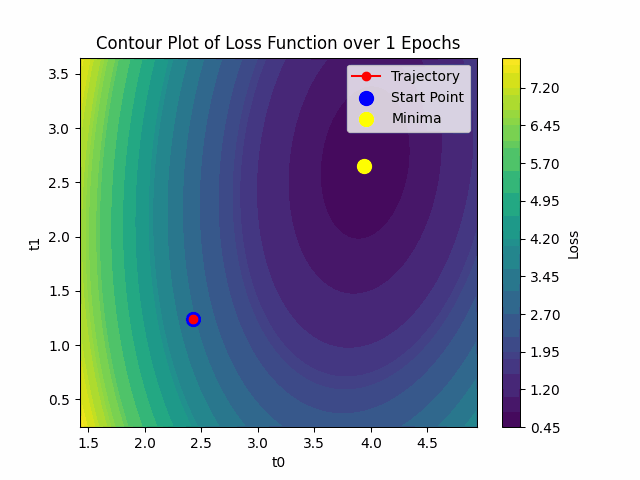 Contour Plot of Loss Function over 1 Epochs
Trajectory
Start Point
Minima
3.5
3.0
2.5
2.0
1.5
1.0
0.5
t1
1.5 2.0 2.5 3.0 3.5 4.0 4.5
t0
7.20
6.45
5.70
4.95
4.20
3.45
2.70
1.95
1.20
0.45
Loss